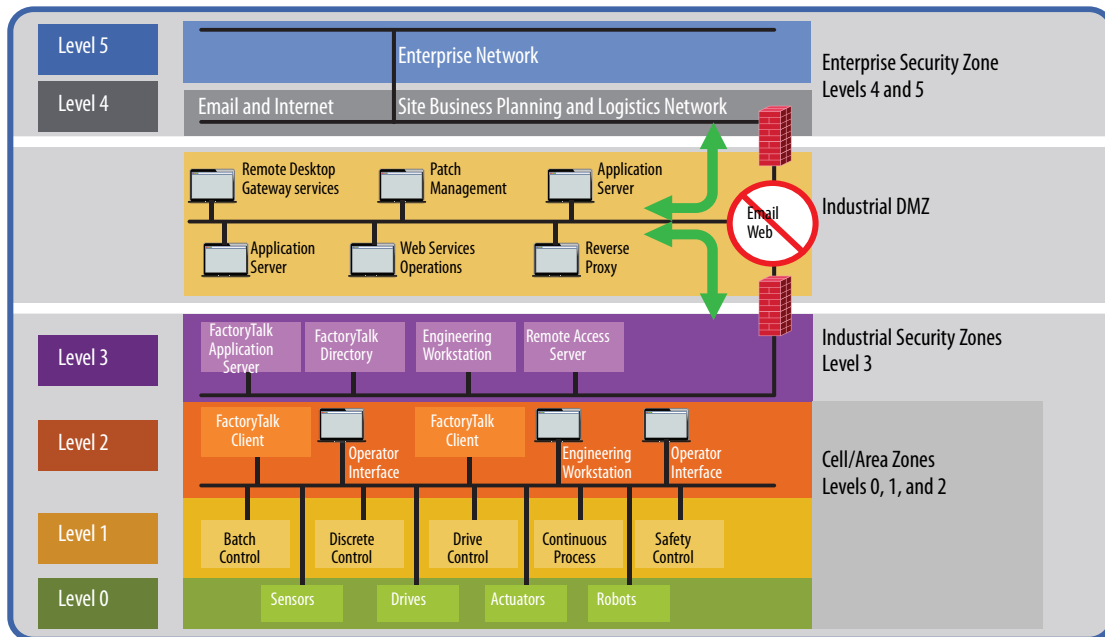 Level 5
Enterprise Network
Enterprise Security Zone
Levels 4 and 5
Level 4
Email and Internet
Site Business Planning and Logistics Network
Remote Desktop
Gateway services
Patch
Management
Application
Server
Industrial DMZ
Email
Web
Application
Server
Web Services
Operations
Reverse
Proxy
Level 3
FactoryTalk
Application
Server
FactoryTalk
Directory
Engineering
Workstation
Remote Access
Server
Industrial Security Zones
Level 3
Level 2
FactoryTalk
Client
Operator
Interface
FactoryTalk
Client
Engineering
Workstation
Operator
Interface
Cell/Area Zones
Levels 0, 1, and 2
Level 1
Batch
Control
Discrete
Control
Drive
Control
Continuous
Process
Safety
Control
Level 0
Sensors
Drives
Actuators
Robots